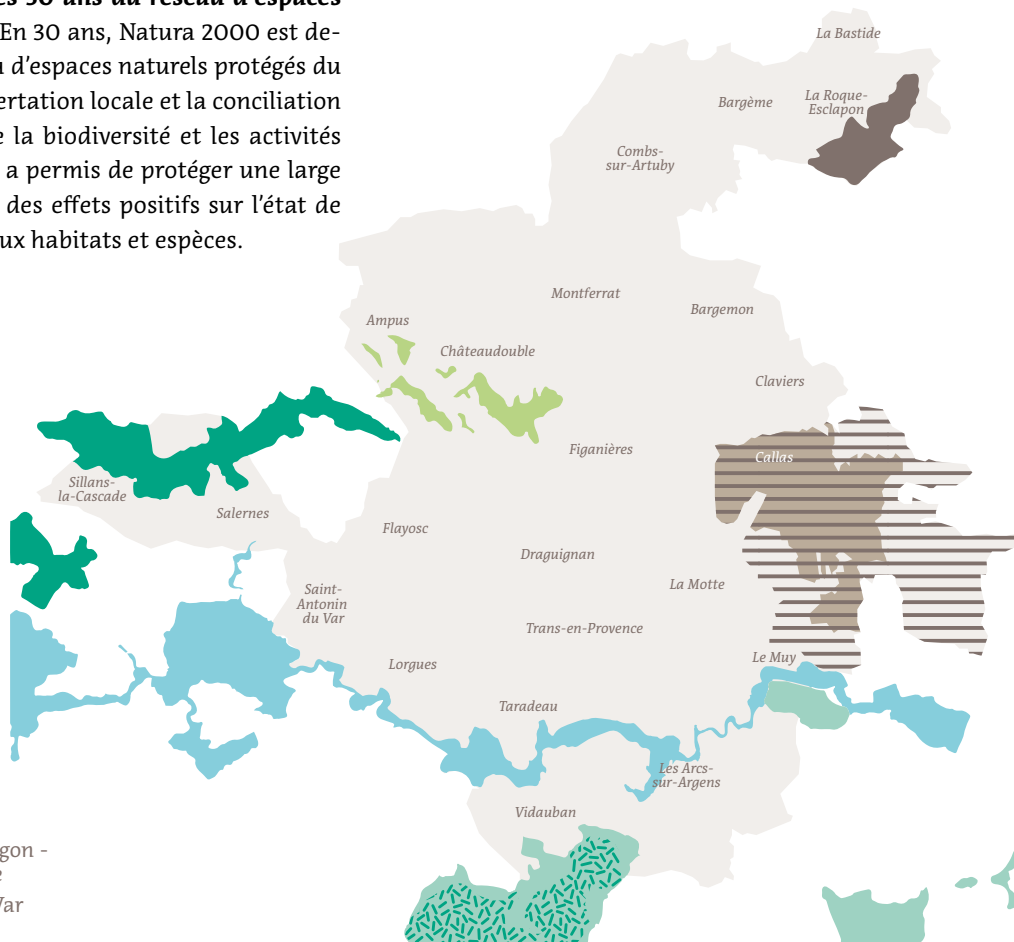 es 30 ans du réseau d'espaces
En 30 ans, Natura 2000 est de-
d'espaces naturels protégés du
ertation locale et la conciliation
la biodiversité et les activités
a permis de protéger une large
des effets positifs sur l'état de
ux habitats et espèces.
La Bastide
Bargème
La Roque-
Esclapon
Combs-
sur-Artuby
Montferrat
Bargemon
Ampus
Châteaudouble
Claviers
Figanières
Callas
Sillans-
la-Cascade
Salernes
Flayosc
Draguignan
La Motte
Saint-
Antonin
du Var
Trans-en-Provence
Lorgues
Le Muy
Taradeau
Les Arcs-
sur-Argens
Vidauban
gon -
Var